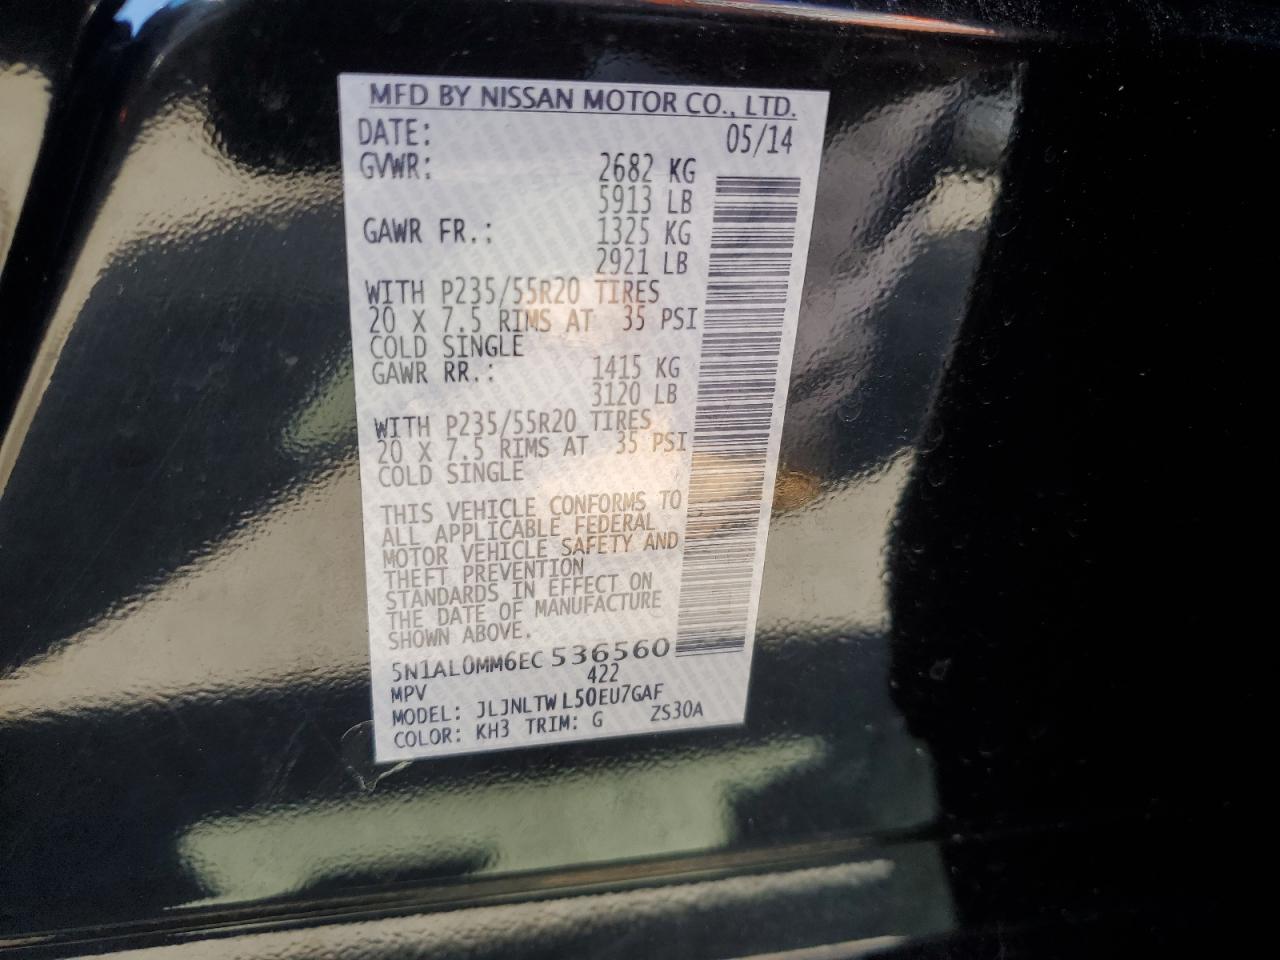 MFD BY NISSAN MOTOR CO., LTD.
DATE: 05/14
GVWR: 2682 KG
5913 LB
GAWR FR.: 1325 KG
2921 LB
WITH P235/55R20 TIRES
20 X 7.5 RIMS AT 35 PSI
COLD SINGLE
GAWR RR.: 1415 KG
3120 LB
WITH P235/55R20 TIRES
20 X 7.5 RIMS AT 35 PSI
COLD SINGLE
THIS VEHICLE CONFORMS TO
ALL APPLICABLE FEDERAL
MOTOR VEHICLE SAFETY AND
THEFT PREVENTION
STANDARDS IN EFFECT ON
THE DATE OF MANUFACTURE
SHOWN ABOVE.
5N1AL0MM6EC 536560
MPV 422
MODEL: JLJNLTW L50EU7GAF
COLOR: KH3 TRIM: G ZS30A